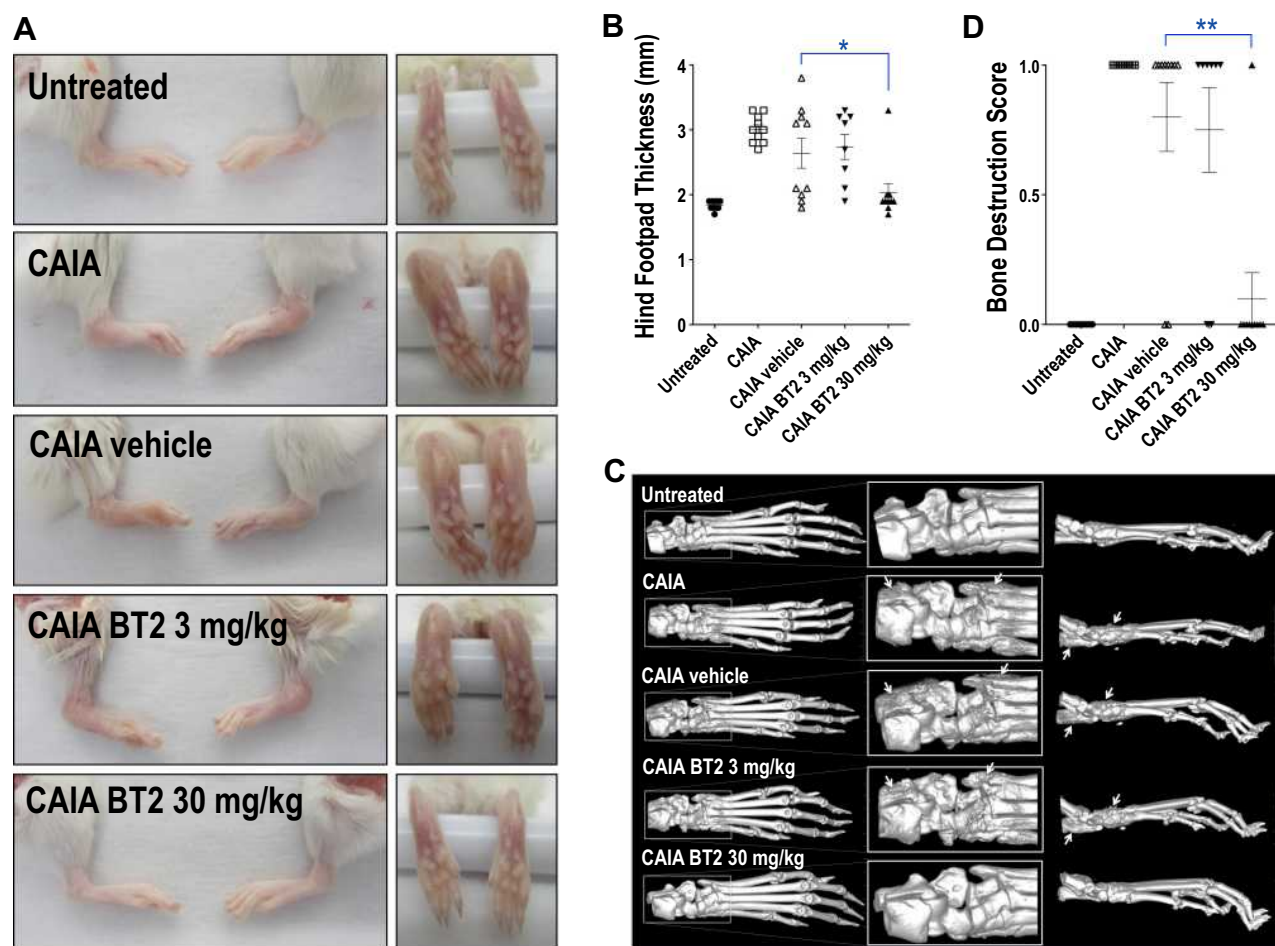 A
Untreated
CAIA
CAIA vehicle
CAIA BT2 3 mg/kg
CAIA BT2 30 mg/kg
B
Hind Footpad Thickness (mm)
*
4
3
2
1
0
Untreated
CAIA
CAIA vehicle
CAIA BT2 3 mg/kg
CAIA BT2 30 mg/kg
D
Bone Destruction Score
**
1.0
0.5
0.0
Untreated
CAIA
CAIA vehicle
CAIA BT2 3 mg/kg
CAIA BT2 30 mg/kg
C
Untreated
CAIA
CAIA vehicle
CAIA BT2 3 mg/kg
CAIA BT2 30 mg/kg